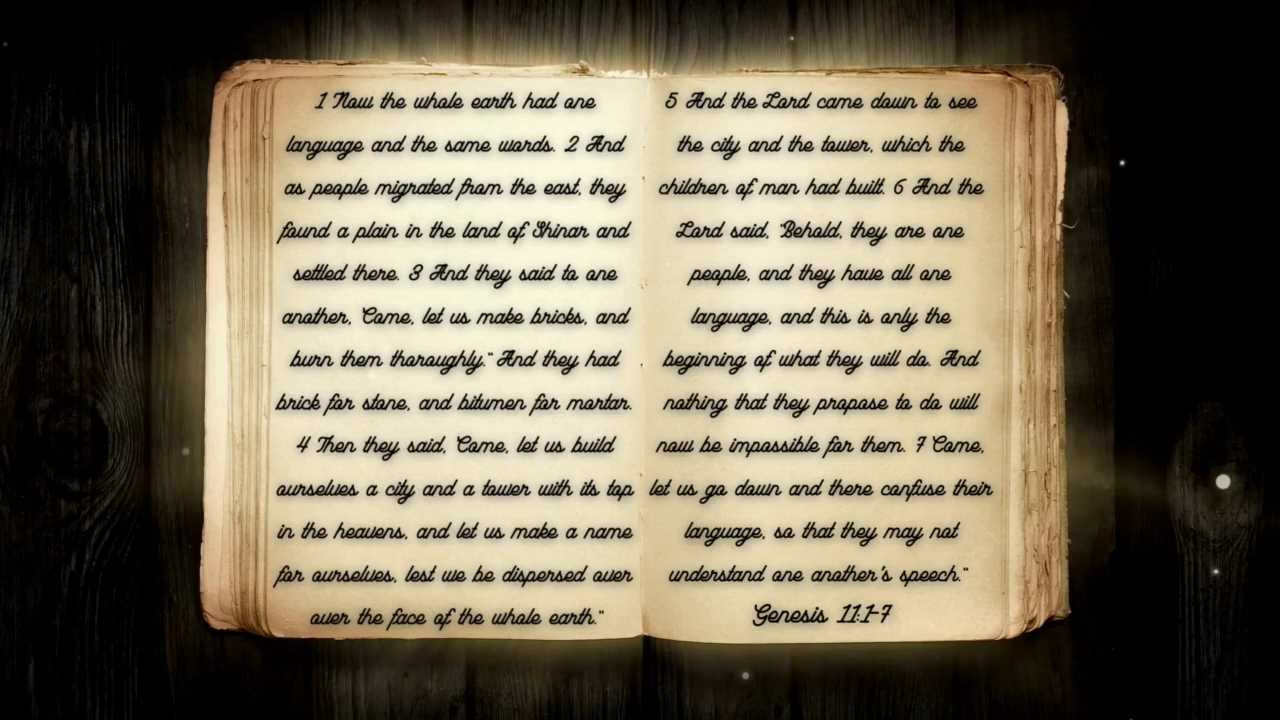 1 Now the whole earth had one
language and the same words. 2 And
as people migrated from the east, they
found a plain in the land of Shinar and
settled there. 3 And they said to one
another, "Come, let us make bricks, and
burn them thoroughly." And they had
brick for stone, and bitumen for mortar.
4 Then they said, "Come, let us build
ourselves a city and a tower with its top
in the heavens, and let us make a name
for ourselves, lest we be dispersed over
over the face of the whole earth."
5 And the Lord came down to see
the city and the tower, which the
children of man had built. 6 And the
Lord said, "Behold, they are one
people, and they have all one
language, and this is only the
beginning of what they will do. And
nothing that they propose to do will
now be impossible for them. 7 Come,
let us go down and there confuse their
language, so that they may not
understand one another's speech."
Genesis 11:1-7